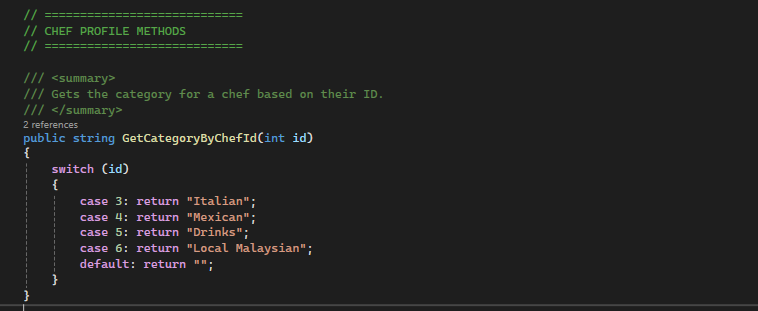 // ============================
// CHEF PROFILE METHODS
// ============================
/// <summary>
/// Gets the category for a chef based on their ID.
/// </summary>
2 references
public string GetCategoryByChefId(int id)
{
switch (id)
{
case 3: return "Italian";
case 4: return "Mexican";
case 5: return "Drinks";
case 6: return "Local Malaysian";
default: return "";
}
}